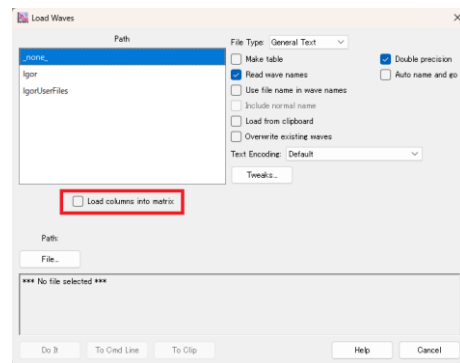 Load Waves
Path
_none_
Igor
IgorUserFiles
Load columns into matrix
Path:
File...
File Type: General Text
Make table
Double precision
Read wave names
Auto name and go
Use file name in wave names
Include normal name
Load from clipboard
Overwrite existing waves
Text Encoding: Default
Tweaks...
*** No file selected ***
Do It
To Cmd Line
To Clip
Help
Cancel